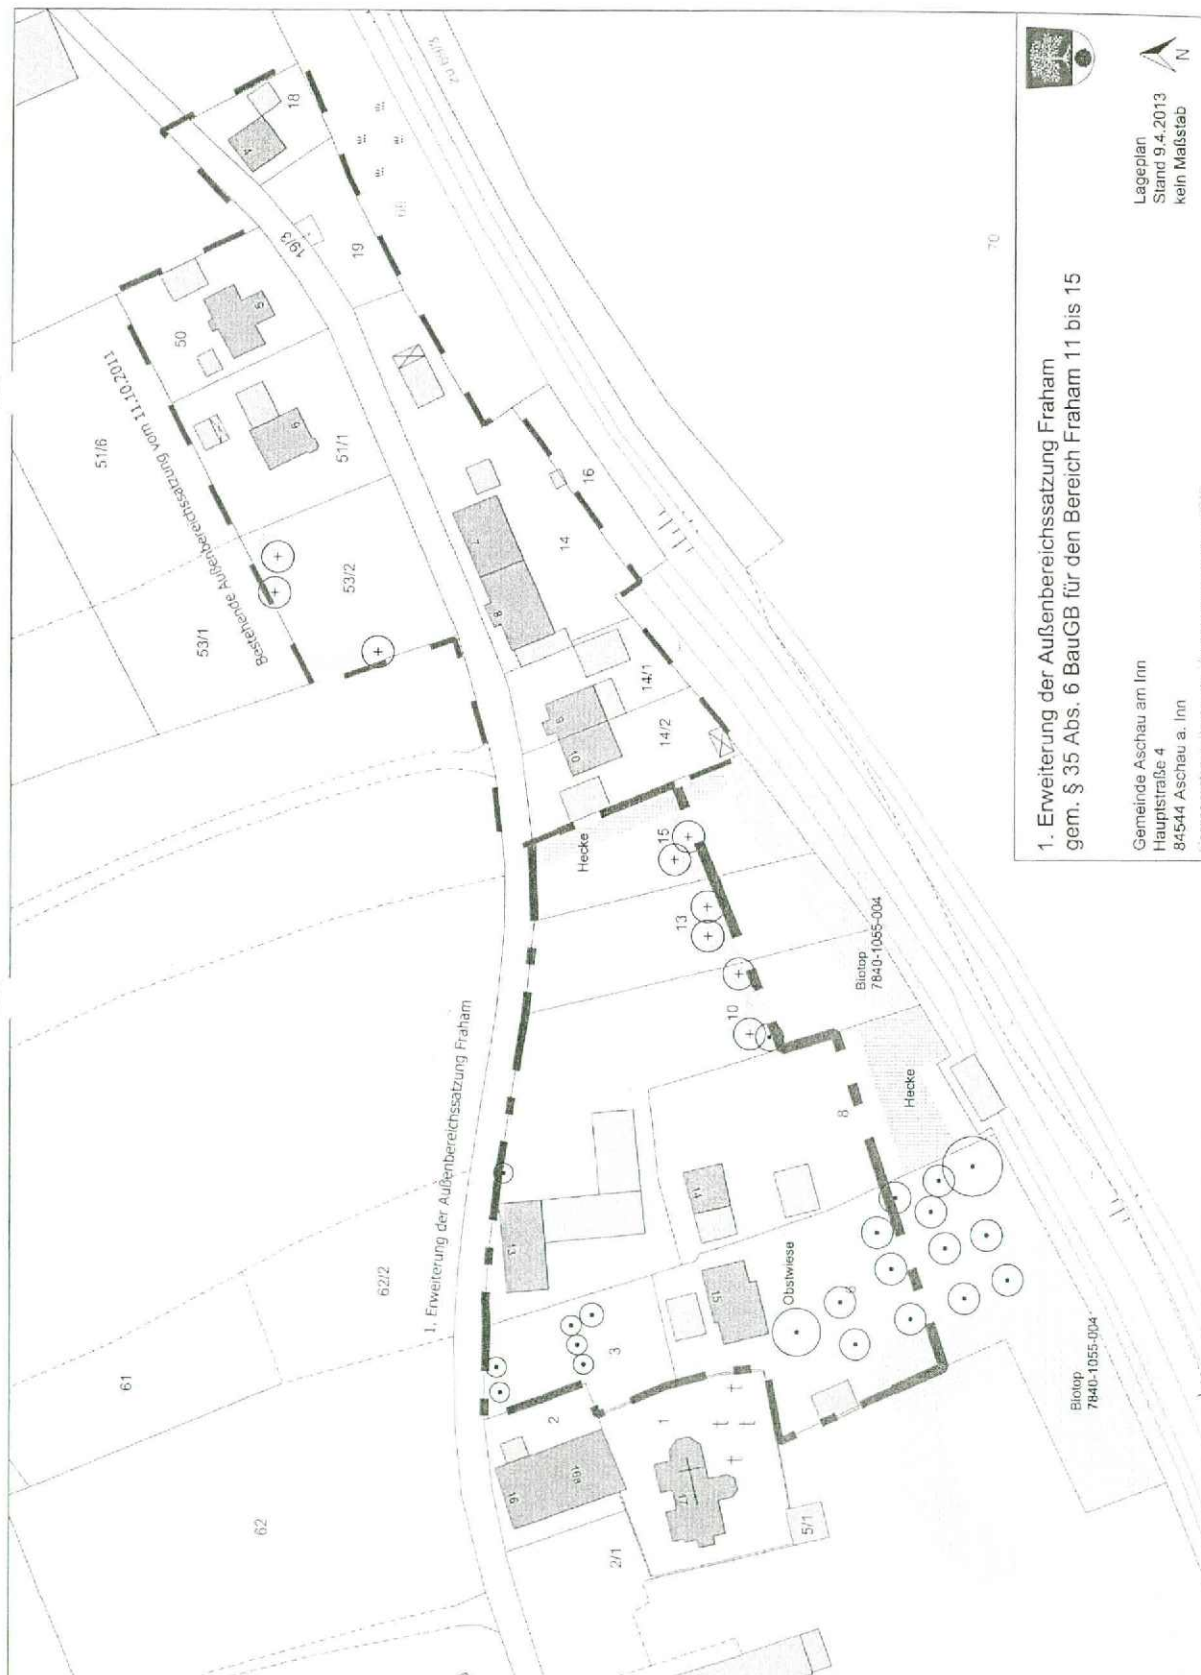 1. Erweiterung der Außenbereichssatzung Fraham
gem. § 35 Abs. 6 BauGB für den Bereich Fraham 11 bis 15
Gemeinde Aschau am Inn
Hauptstraße 4
84544 Aschau a. Inn
Lageplan
Stand 9.4.2013
kein Maßstab
N
Bestehende Außenbereichssatzung vom 11.10.2011
1. Erweiterung der Außenbereichssatzung Fraham
61
62
62/2
53/1
51/6
53/2
51/1
50
5
6
19/3
19
18
4
70
16
14
7
8
14/1
14/2
9
10
Hecke
15
13
10
Biotop
7840-1055-004
8
Hecke
13
14
15
Obstwiese
3
2
1
16
16a
17
2/1
5/1
Biotop
7840-1055-004